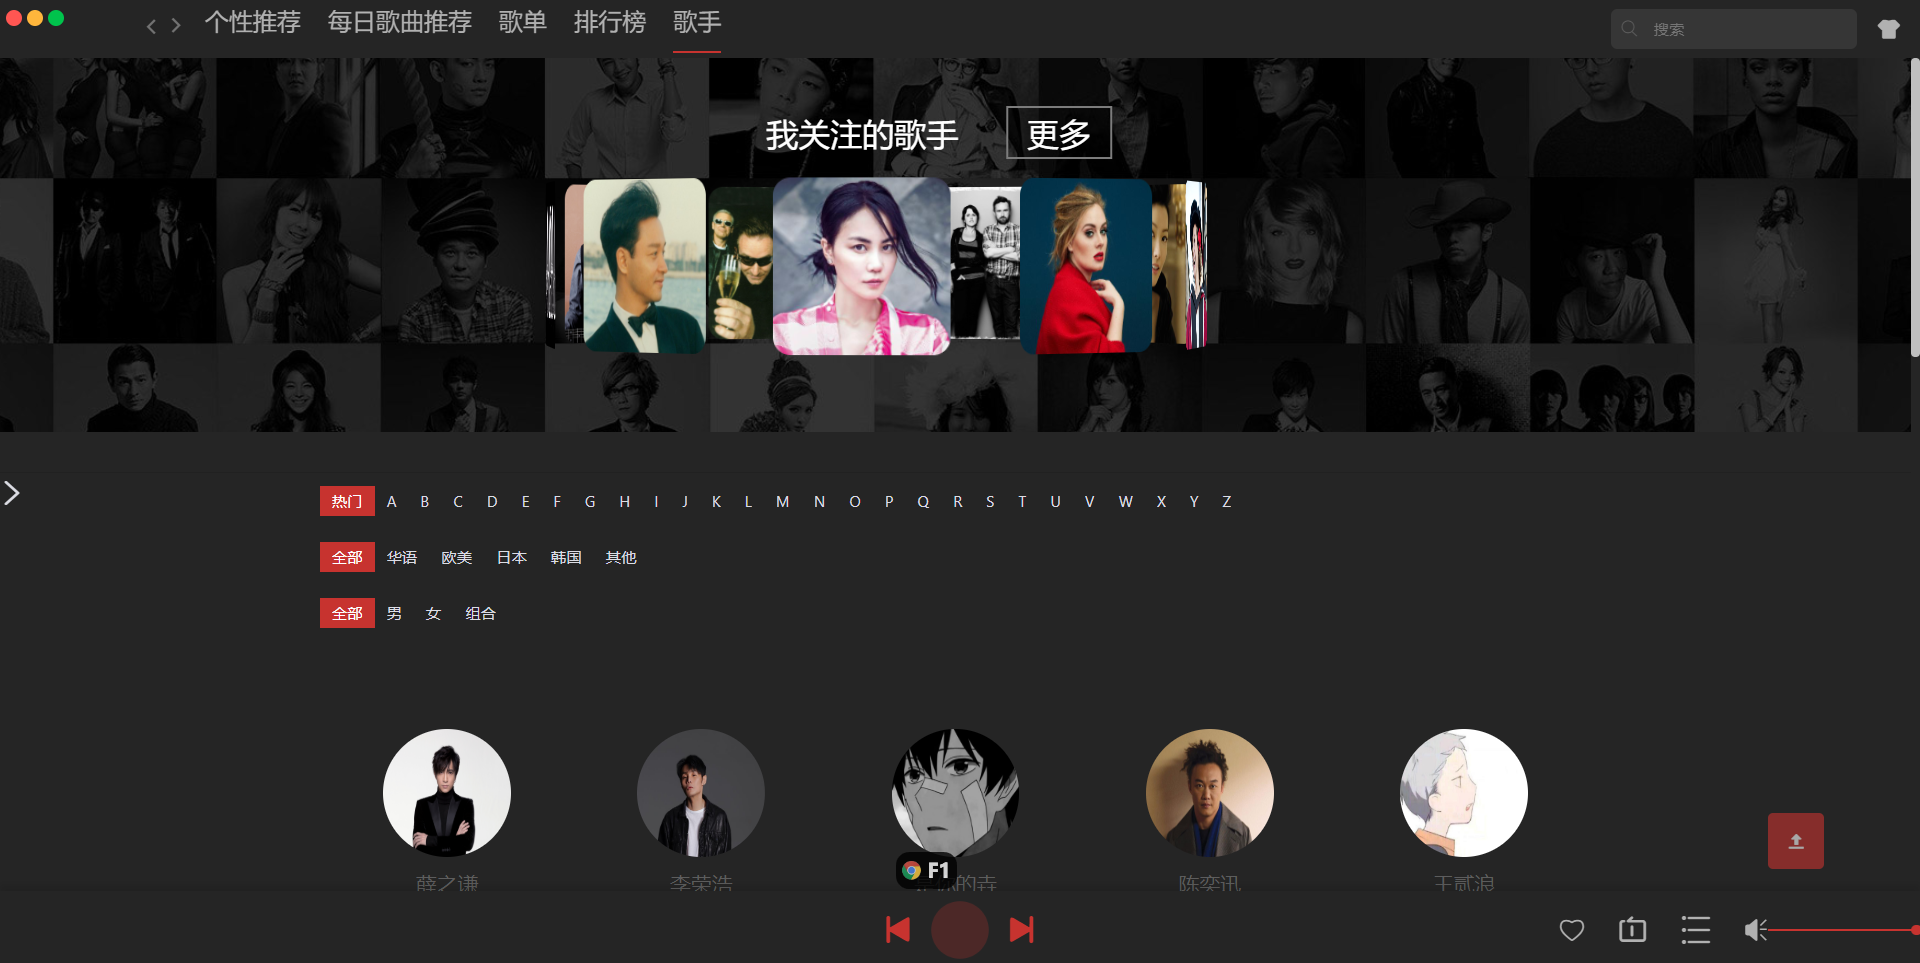 个性推荐 每日歌曲推荐 歌单 排行榜 歌手
搜索
我关注的歌手 更多
热门 A B C D E F G H I J K L M N O P Q R S T U V W X Y Z
全部 华语 欧美 日本 韩国 其他
全部 男 女 组合
薛之谦 李荣浩 你的垚 陈奕迅 王贰浪
F1